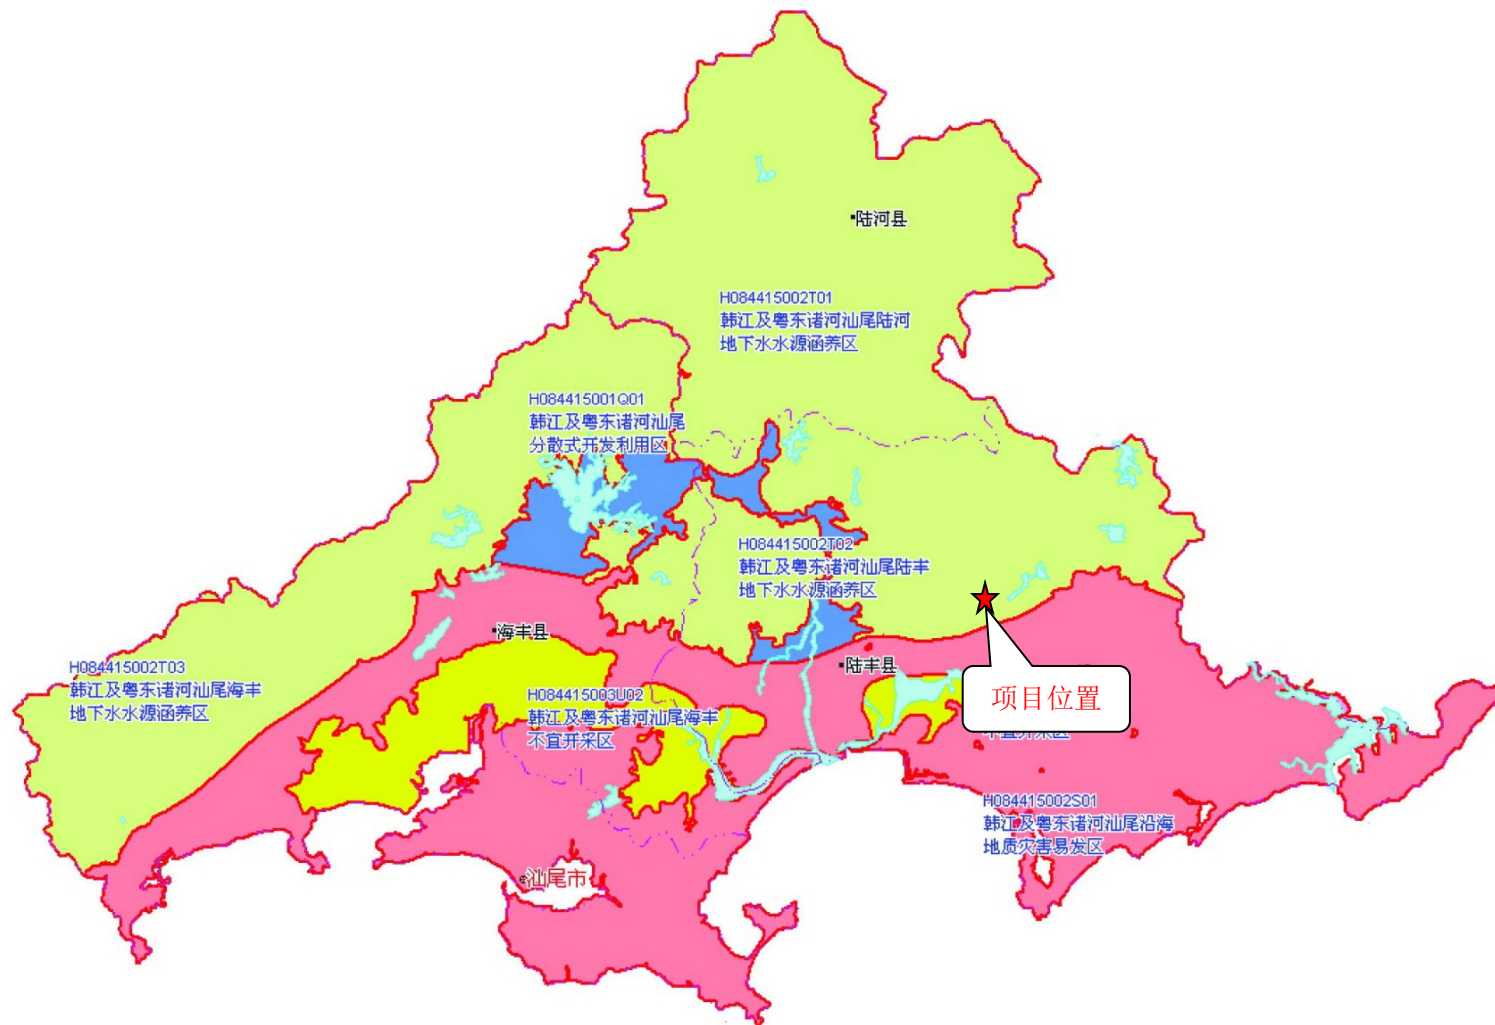 陆河县
H084415002T01
韩江及粤东诸河汕尾陆河
地下水水源涵养区
H084415001Q01
韩江及粤东诸河汕尾
分散式开发利用区
H084415002T02
韩江及粤东诸河汕尾陆丰
地下水水源涵养区
海丰县
陆丰县
H084415002T03
韩江及粤东诸河汕尾海丰
地下水水源涵养区
H084415003U02
韩江及粤东诸河汕尾海丰
不宜开采区
项目位置
不宜开采区
H084415002S01
韩江及粤东诸河汕尾沿海
地质灾害易发区
汕尾市